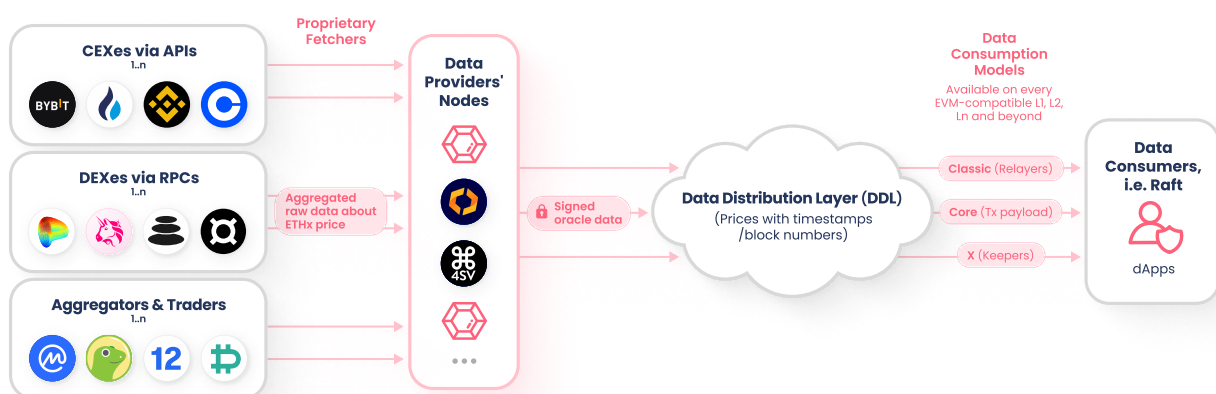 CEXes via APIs
1..n
BYBIT
DEXes via RPCs
1..n
Aggregators & Traders
1..n
12
Proprietary
Fetchers
Aggregated
raw data about
ETHx price
Data
Providers'
Nodes
4SV
Signed
oracle data
Data Distribution Layer (DDL)
(Prices with timestamps
/block numbers)
Data
Consumption
Models
Available on every
EVM-compatible L1, L2,
Ln and beyond
Classic (Relayers)
Core (Tx payload)
X (Keepers)
Data
Consumers,
i.e. Raft
dApps